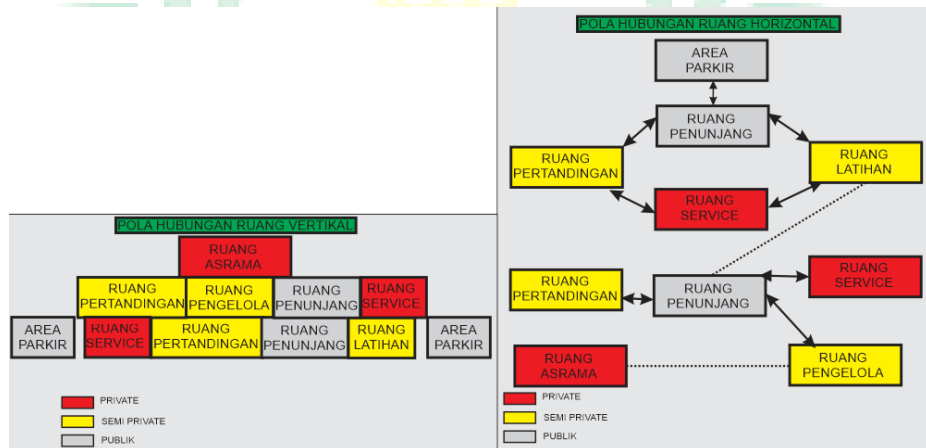 POLA HUBUNGAN RUANG VERTIKAL
RUANG
ASRAMA
RUANG
PERTANDINGAN
RUANG
PENGELOLA
RUANG
PENUNJANG
RUANG
SERVICE
AREA
PARKIR
RUANG
SERVICE
RUANG
PERTANDINGAN
RUANG
PENUNJANG
RUANG
LATIHAN
AREA
PARKIR
PRIVATE
SEMI PRIVATE
PUBLIK
POLA HUBUNGAN RUANG HORIZONTAL
AREA
PARKIR
RUANG
PENUNJANG
RUANG
PERTANDINGAN
RUANG
LATIHAN
RUANG
SERVICE
RUANG
PERTANDINGAN
RUANG
PENUNJANG
RUANG
SERVICE
RUANG
ASRAMA
RUANG
PENGELOLA
PRIVATE
SEMI PRIVATE
PUBLIK